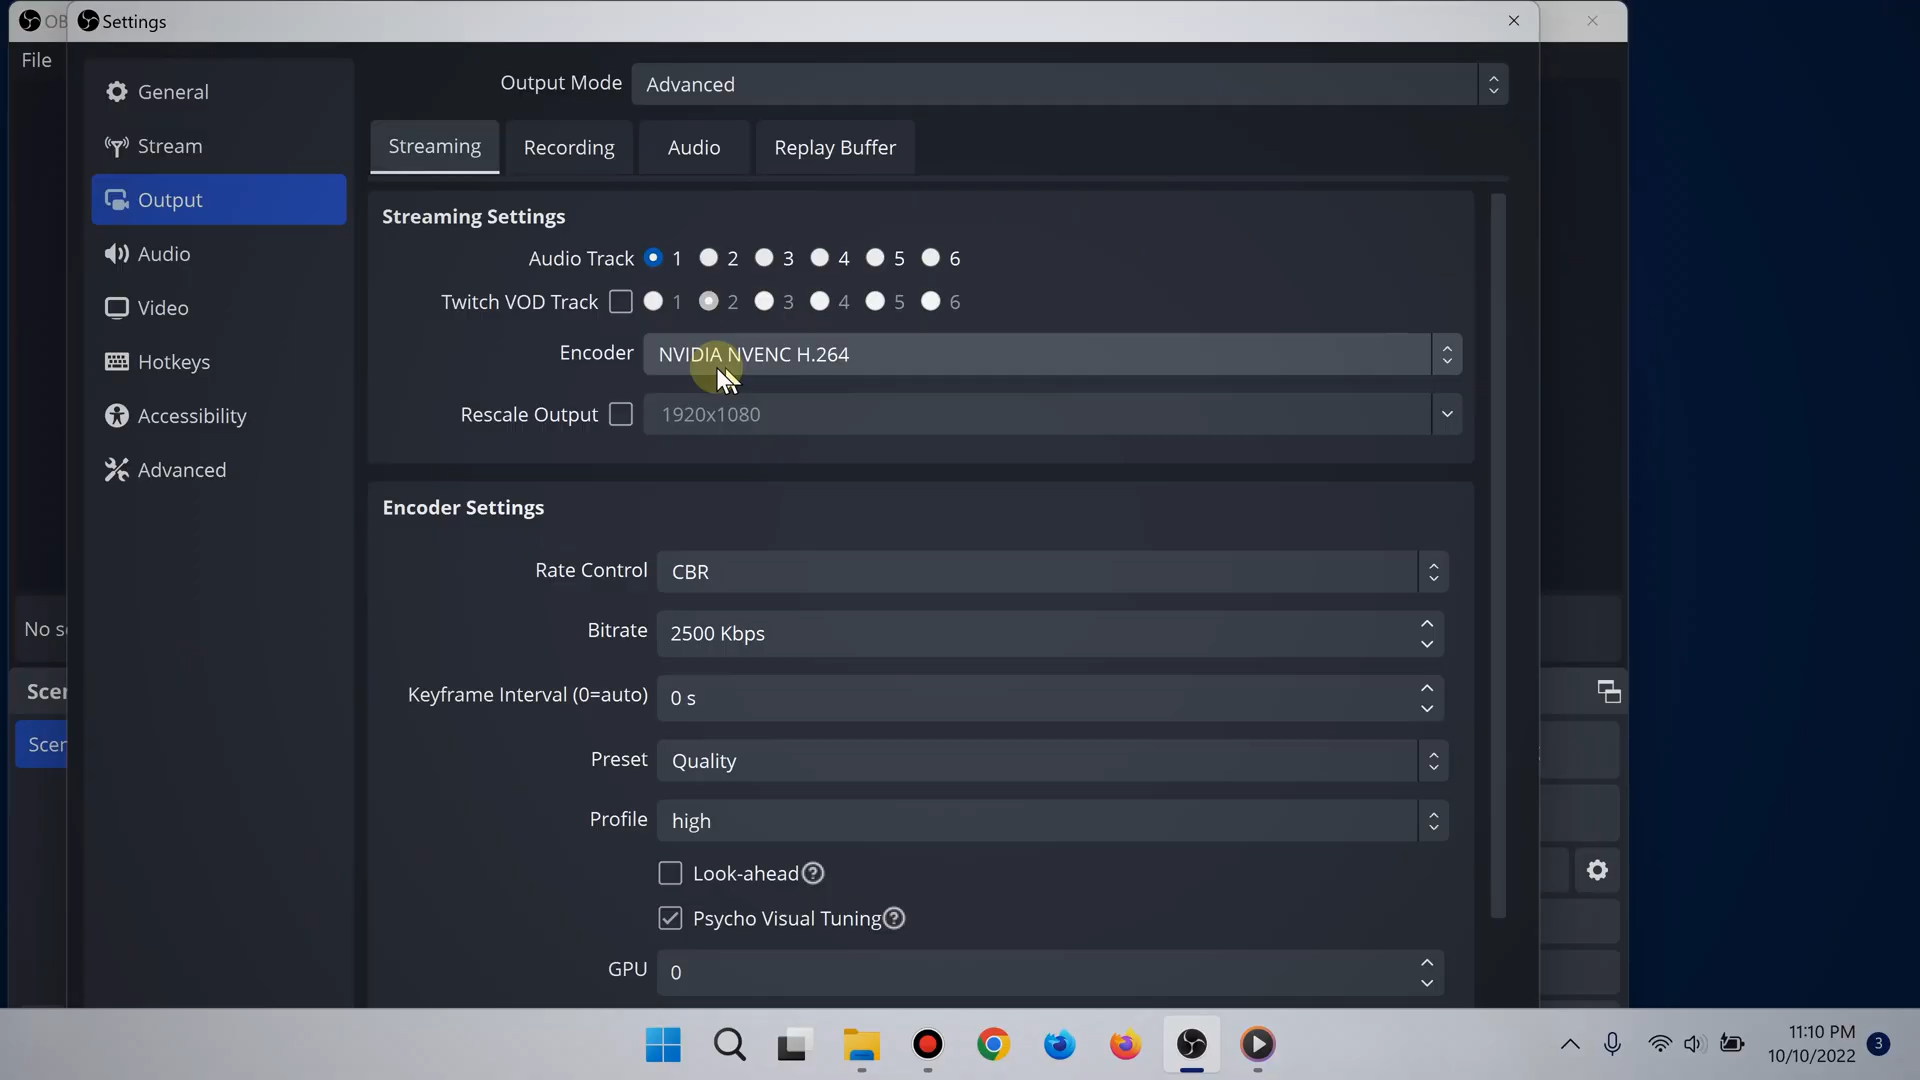 OB
Settings
File
General
Stream
Output
Audio
Video
Hotkeys
Accessibility
Advanced
Output Mode Advanced
Streaming Recording Audio Replay Buffer
Streaming Settings
Audio Track 1 2 3 4 5 6
Twitch VOD Track 1 2 3 4 5 6
Encoder NVIDIA NVENC H.264
Rescale Output 1920x1080
Encoder Settings
Rate Control CBR
Bitrate 2500 Kbps
Keyframe Interval (0=auto) 0 s
Preset Quality
Profile high
Look-ahead
Psycho Visual Tuning
GPU 0
No s
Scen
Scen
11:10 PM
10/10/2022
3